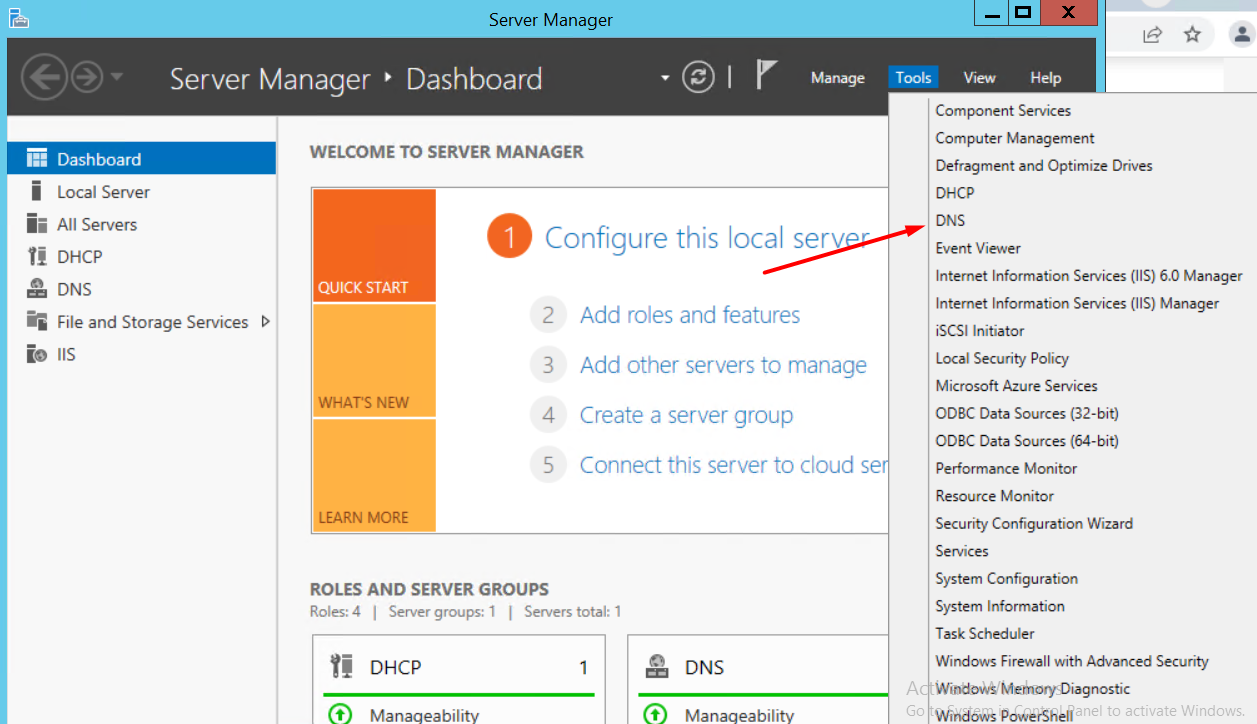 Server Manager
Server Manager
Dashboard
Manage
Tools
View
Help
Dashboard
Local Server
All Servers
DHCP
DNS
File and Storage Services
IIS
WELCOME TO SERVER MANAGER
QUICK START
WHAT'S NEW
LEARN MORE
1 Configure this local server
2 Add roles and features
3 Add other servers to manage
4 Create a server group
5 Connect this server to cloud ser
ROLES AND SERVER GROUPS
Roles: 4 | Server groups: 1 | Servers total: 1
DHCP 1
Manageability
DNS
Manageability
Component Services
Computer Management
Defragment and Optimize Drives
DHCP
DNS
Event Viewer
Internet Information Services (IIS) 6.0 Manager
Internet Information Services (IIS) Manager
iSCSI Initiator
Local Security Policy
Microsoft Azure Services
ODBC Data Sources (32-bit)
ODBC Data Sources (64-bit)
Performance Monitor
Resource Monitor
Security Configuration Wizard
Services
System Configuration
System Information
Task Scheduler
Windows Firewall with Advanced Security
Windows Memory Diagnostic
Windows PowerShell
Activate Windows
Go to System in Control Panel to activate Windows.